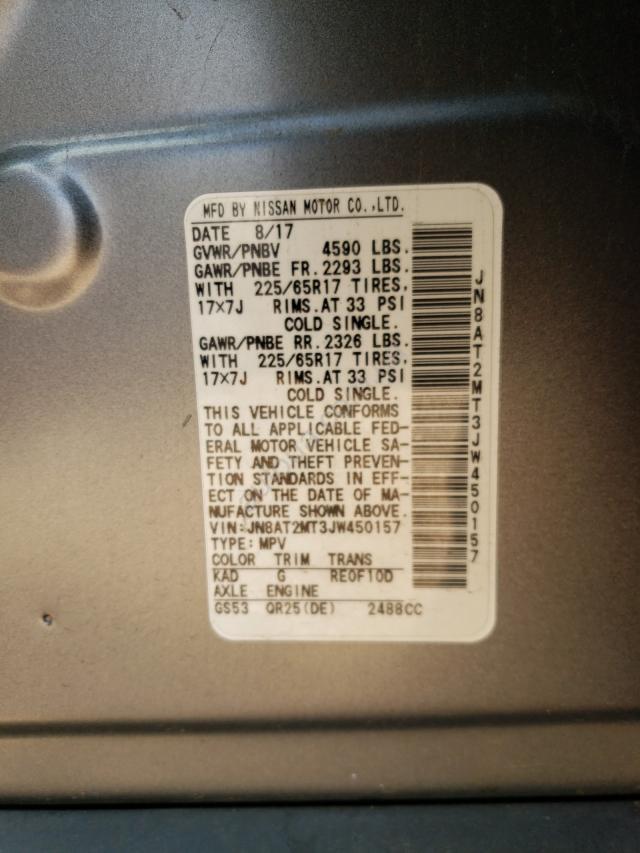 MFD BY NISSAN MOTOR CO.,LTD.
DATE 8/17
GVWR/PNBV 4590 LBS.
GAWR/PNBE FR.2293 LBS.
WITH 225/65R17 TIRES,
17×7J RIMS.AT 33 PSI
COLD SINGLE.
GAWR/PNBE RR.2326 LBS.
WITH 225/65R17 TIRES,
17×7J RIMS.AT 33 PSI
COLD SINGLE.
THIS VEHICLE CONFORMS
TO ALL APPLICABLE FED-
ERAL MOTOR VEHICLE SA-
FETY AND THEFT PREVEN-
TION STANDARDS IN EFF-
ECT ON THE DATE OF MA-
NUFACTURE SHOWN ABOVE.
VIN:JN8AT2MT3JW450157
TYPE:MPV
COLOR TRIM TRANS
KAD G RE0F10D
AXLE ENGINE
GS53 QR25(DE) 2488CC
JN8AT2MT3JW450157